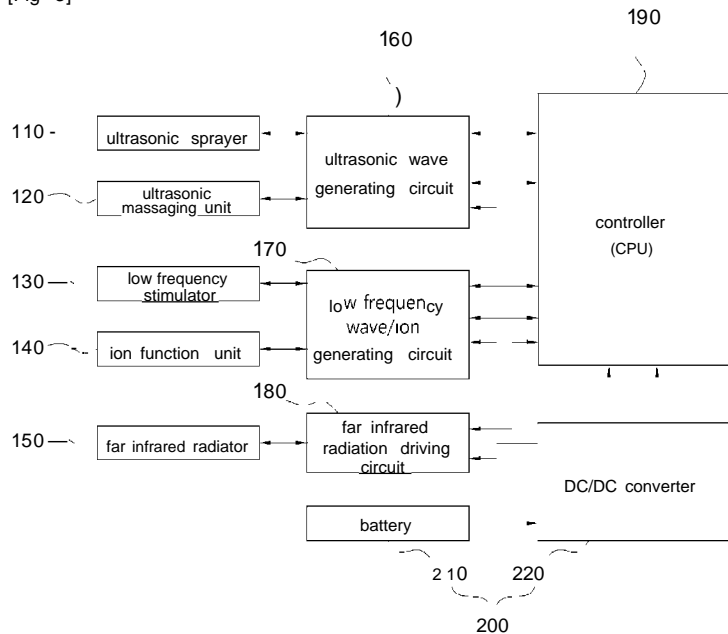 160
190
110 -
ultrasonic sprayer
120
ultrasonic
massaging unit
ultrasonic wave
generating circuit
controller
(CPU)
170
130
low frequency
stimulator
low frequency
wave/ion
generating circuit
140
ion function unit
180
150
far infrared radiator
far infrared
radiation driving
circuit
DC/DC converter
battery
2 10
220
200